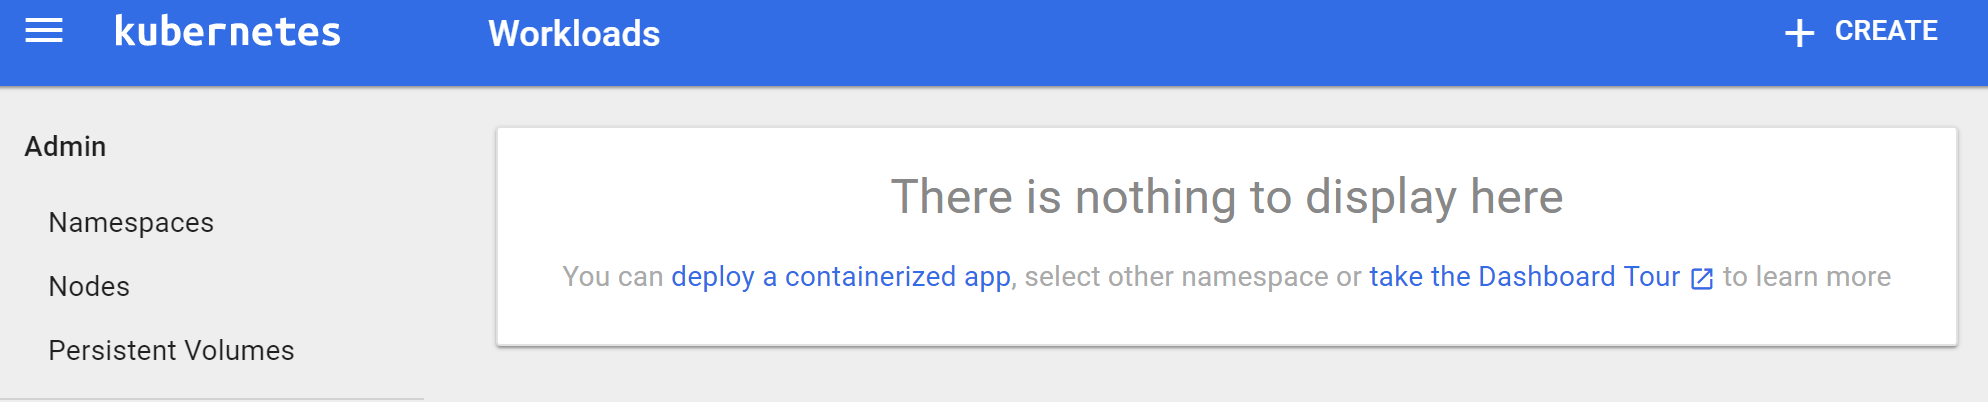 kubernetes
Workloads
CREATE
Admin
Namespaces
Nodes
Persistent Volumes
There is nothing to display here
You can deploy a containerized app, select other namespace or take the Dashboard Tour to learn more